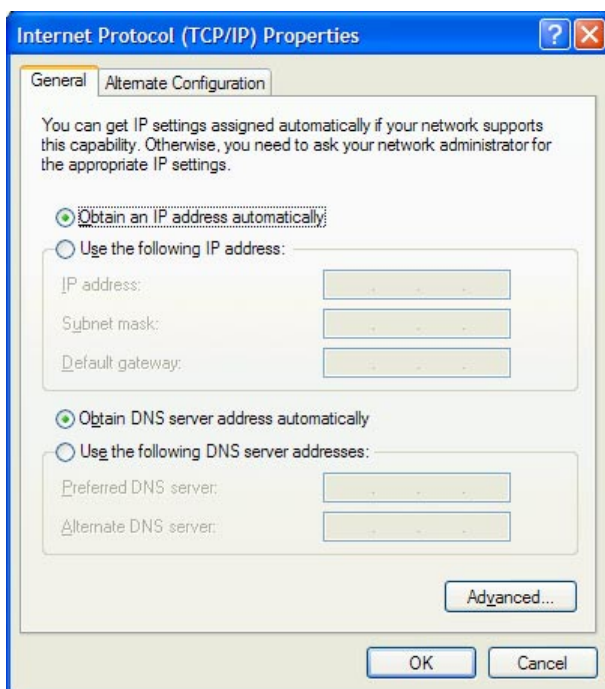 Internet Protocol (TCP/IP) Properties
General
Alternate Configuration
You can get IP settings assigned automatically if your network supports
this capability. Otherwise, you need to ask your network administrator for
the appropriate IP settings.
Obtain an IP address automatically
Use the following IP address:
IP address:
Subnet mask:
Default gateway:
Obtain DNS server address automatically
Use the following DNS server addresses:
Preferred DNS server:
Alternate DNS server:
Advanced...
OK
Cancel